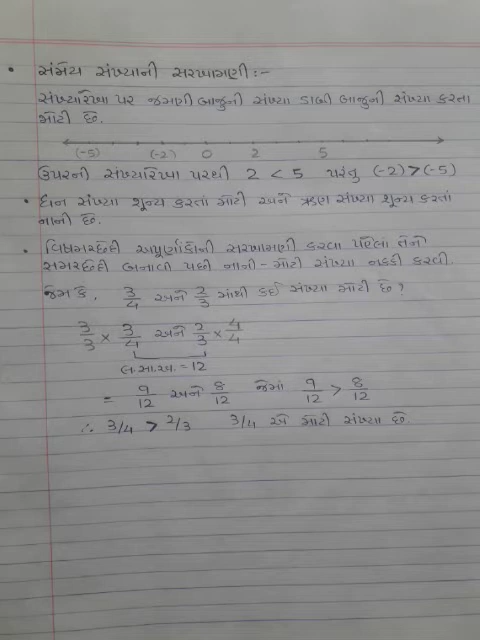 • સંમેય સંખ્યાની સરખામણી :-
સંખ્યારેખા પર જમણી બાજુની સંખ્યા ડાબી બાજુની સંખ્યા કરતા
મોટી છે.
(-5) (-2) 0 2 5
ઉપરની સંખ્યારેખા પરથી 2 < 5 પરંતુ (-2) > (-5)
• ધન સંખ્યા શૂન્ય કરતાં મોટી અને ઋણ સંખ્યા શૂન્ય કરતાં
નાની છે.
• વિષમચ્છેદી અપૂર્ણાંકોની સરખામણી કરવા પહેલાં તેને
સમચ્છેદી બનાવી પછી નાની-મોટી સંખ્યા નક્કી કરવી.
જેમ કે. 3/4 અને 2/3 માંથી કઈ સંખ્યા મોટી છે?
3/3 × 3/4 અને 2/3 × 4/4
લ.સા.અ. = 12
= 9/12 અને 8/12 જેમાં 9/12 > 8/12
∴ 3/4 > 2/3 3/4 એ મોટી સંખ્યા છે.